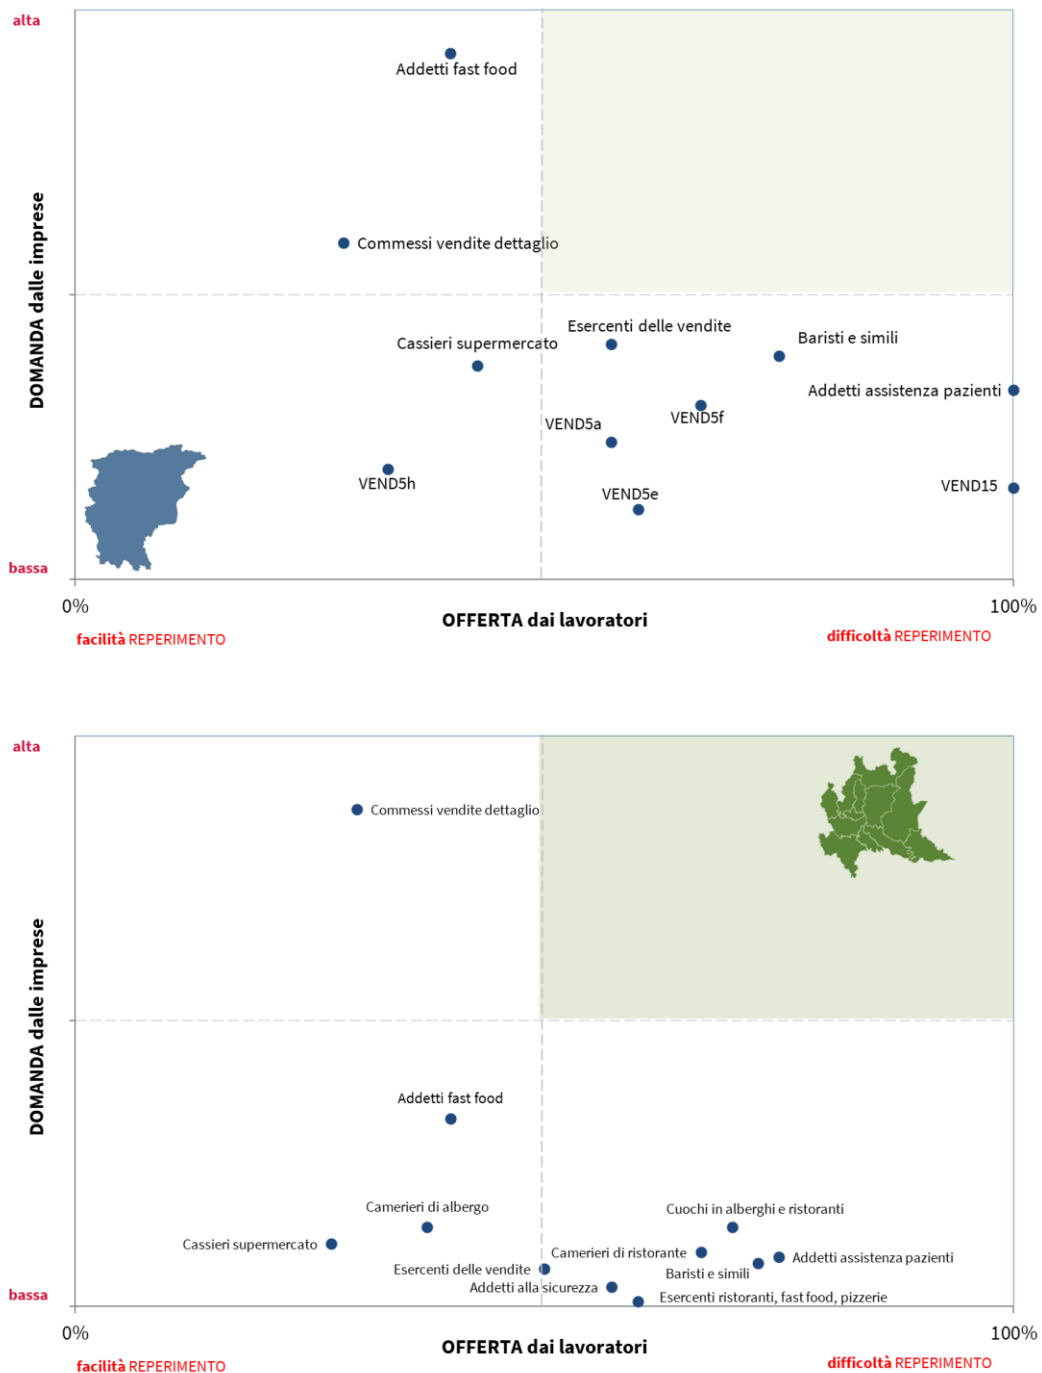 alta
Addetti fast food
DOMANDA dalle imprese
Commessi vendite dettaglio
Esercenti delle vendite
Baristi e simili
Cassieri supermercato
Addetti assistenza pazienti
VEND5f
VEND5a
VEND5h
VEND15
VEND5e
bassa
0%
100%
OFFERTA dai lavoratori
facilità REPERIMENTO
difficoltà REPERIMENTO
alta
Commessi vendite dettaglio
DOMANDA dalle imprese
Addetti fast food
Camerieri di albergo
Cuochi in alberghi e ristoranti
Cassieri supermercato
Camerieri di ristorante
Addetti assistenza pazienti
Esercenti delle vendite
Baristi e simili
Addetti alla sicurezza
Esercenti ristoranti, fast food, pizzerie
bassa
0%
100%
OFFERTA dai lavoratori
facilità REPERIMENTO
difficoltà REPERIMENTO